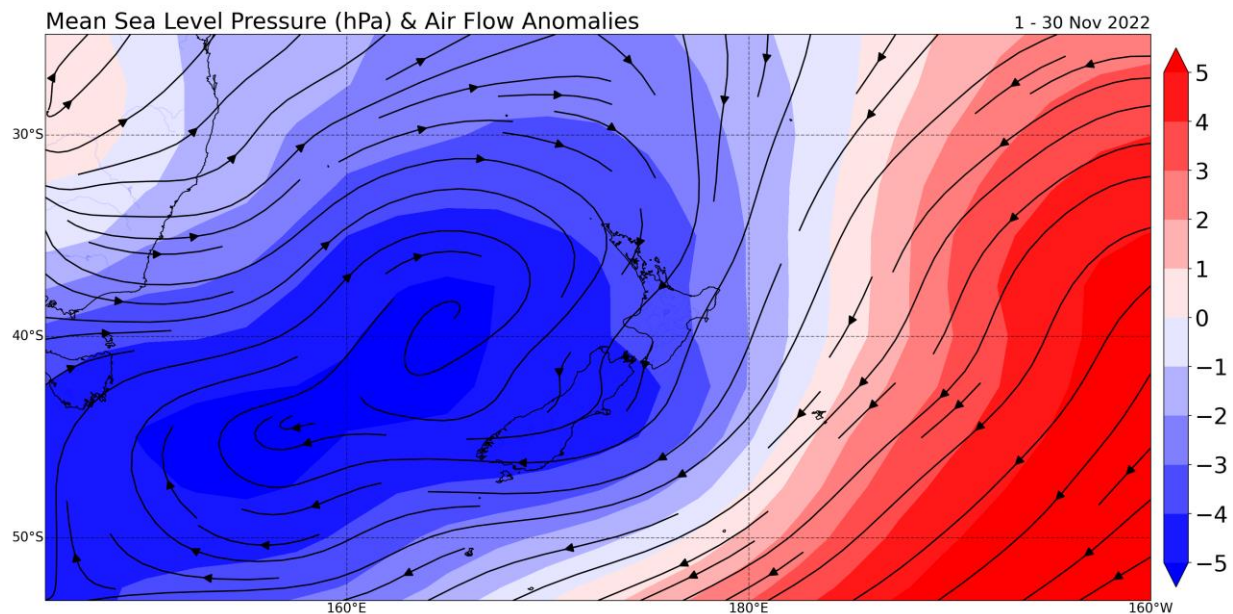 Mean Sea Level Pressure (hPa) & Air Flow Anomalies
1 - 30 Nov 2022
30°S
40°S
50°S
160°E
180°E
160°W
5
4
3
2
1
0
−1
−2
−3
−4
−5